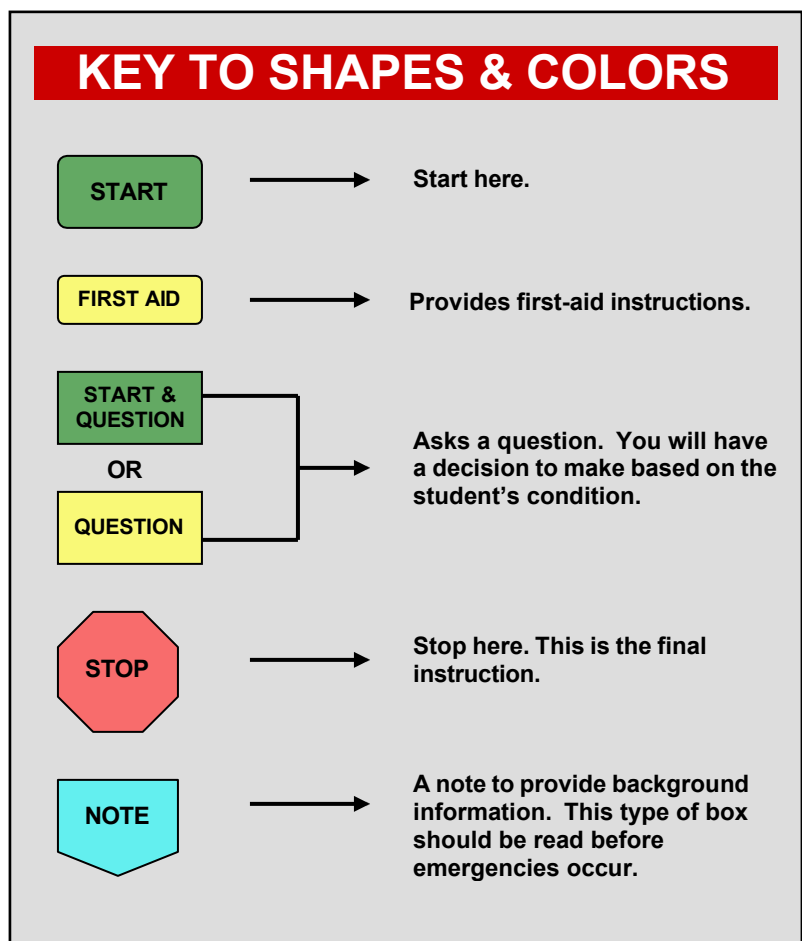 KEY TO SHAPES & COLORS
START
Start here.
FIRST AID
Provides first-aid instructions.
START &
QUESTION
OR
QUESTION
Asks a question.  You will have
a decision to make based on the
student’s condition.
STOP
Stop here. This is the final
instruction.
NOTE
A note to provide background
information.  This type of box
should be read before
emergencies occur.